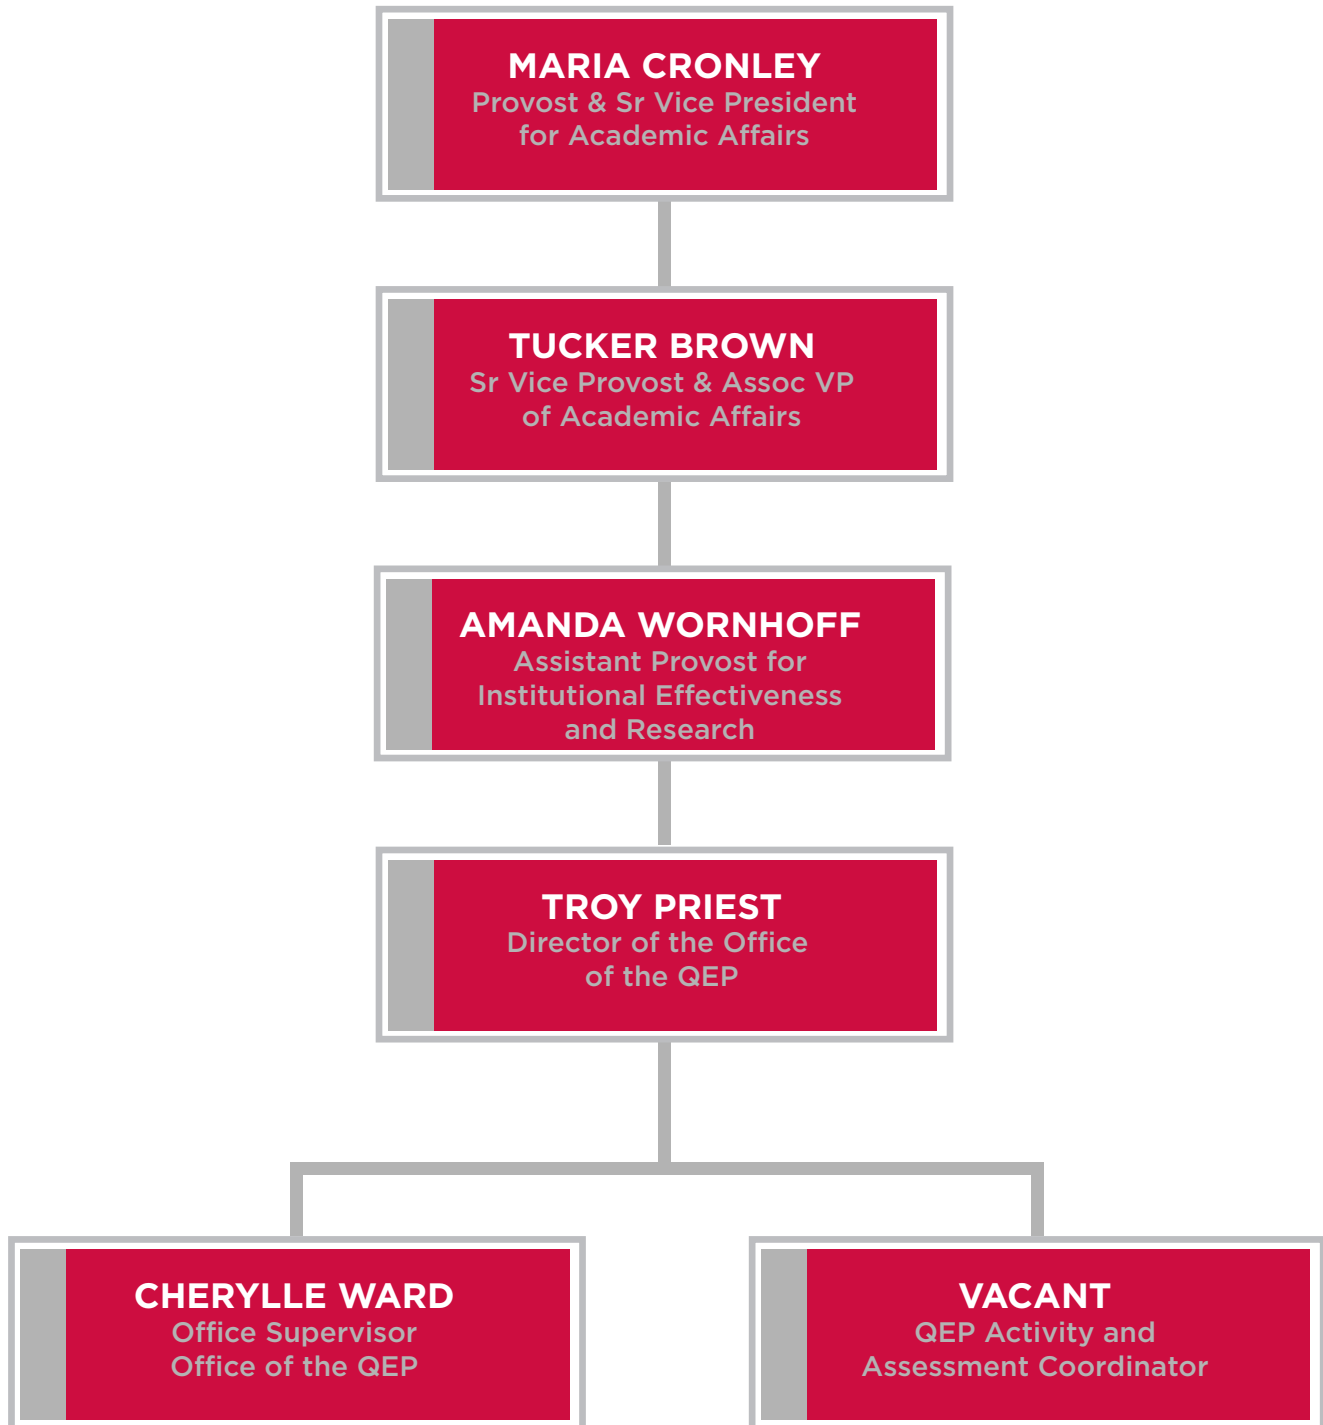 MARIA CRONLEY
Provost & Sr Vice President
for Academic Affairs
TUCKER BROWN
Sr Vice Provost & Assoc VP
of Academic Affairs
AMANDA WORNHOFF
Assistant Provost for
Institutional Effectiveness
and Research
TROY PRIEST
Director of the Office
of the QEP
CHERYLLE WARD
Office Supervisor
Office of the QEP
VACANT
QEP Activity and
Assessment Coordinator